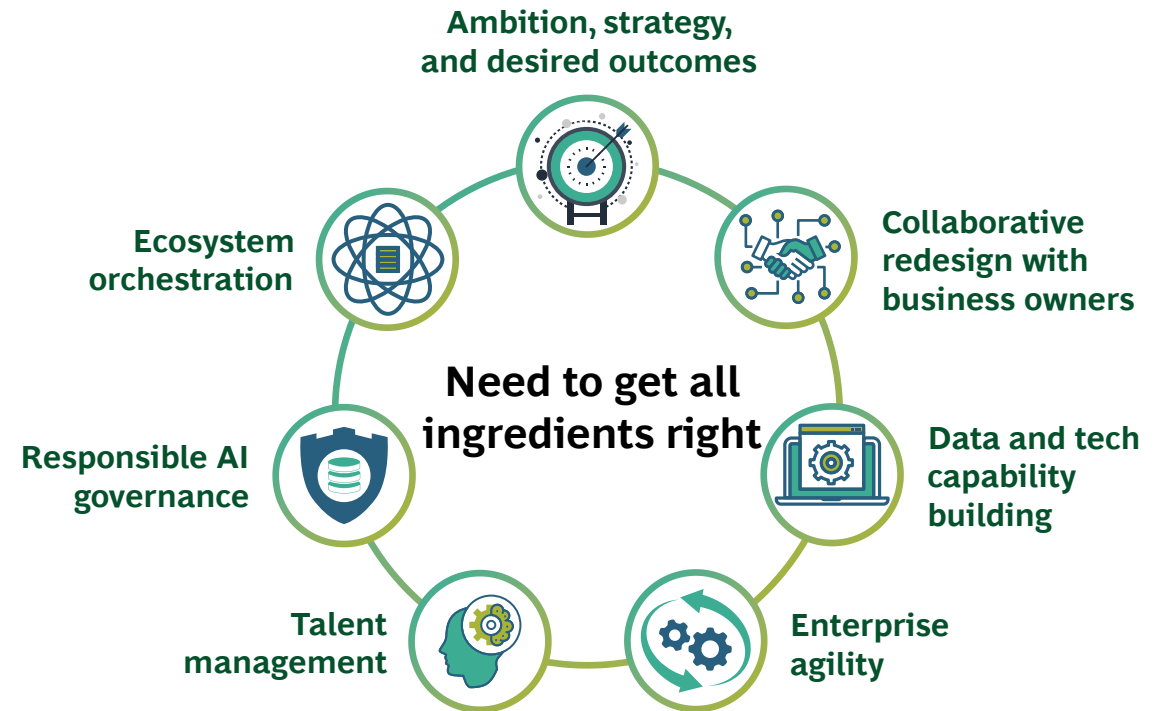 Ambition, strategy,
and desired outcomes
Collaborative
redesign with
business owners
Data and tech
capability
building
Enterprise
agility
Talent
management
Responsible AI
governance
Ecosystem
orchestration
Need to get all
ingredients right